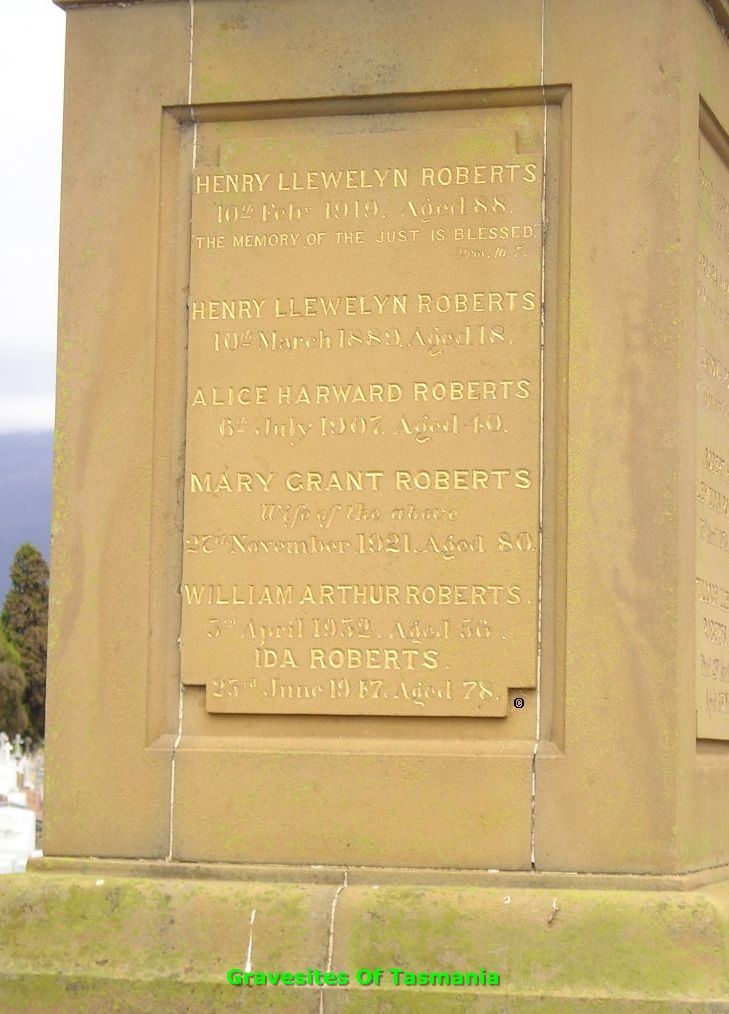 HENRY LLEWELYN ROBERTS
10th Feby 1919. Aged 88.
"THE MEMORY OF THE JUST IS BLESSED."
Prov. 10. 7.
HENRY LLEWELYN ROBERTS
10th March 1889. Aged 18.
ALICE HARWARD ROBERTS
6th July 1907. Aged 40.
MARY GRANT ROBERTS
Wife of the above
27th November 1921. Aged 80.
WILLIAM ARTHUR ROBERTS.
3rd April 1932. Aged 56.
IDA ROBERTS.
23rd June 1947. Aged 78.
©
Gravesites Of Tasmania